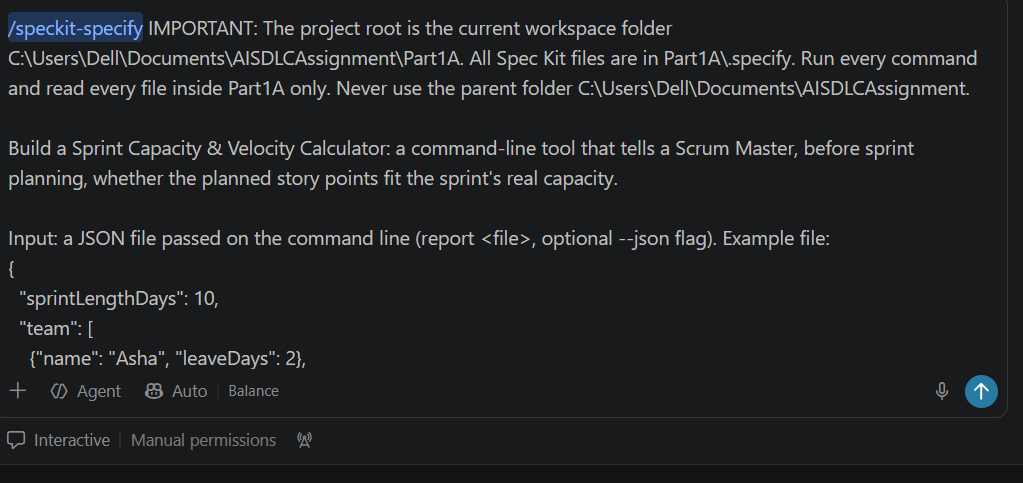 /speckit-specify IMPORTANT: The project root is the current workspace folder
C:\Users\Dell\Documents\AISDLCAssignment\Part1A. All Spec Kit files are in Part1A\.specify. Run every command
and read every file inside Part1A only. Never use the parent folder C:\Users\Dell\Documents\AISDLCAssignment.
Build a Sprint Capacity & Velocity Calculator: a command-line tool that tells a Scrum Master, before sprint
planning, whether the planned story points fit the sprint's real capacity.
Input: a JSON file passed on the command line (report <file>, optional --json flag). Example file:
{
"sprintLengthDays": 10,
"team": [
{"name": "Asha", "leaveDays": 2},
Agent Auto Balance
Interactive Manual permissions